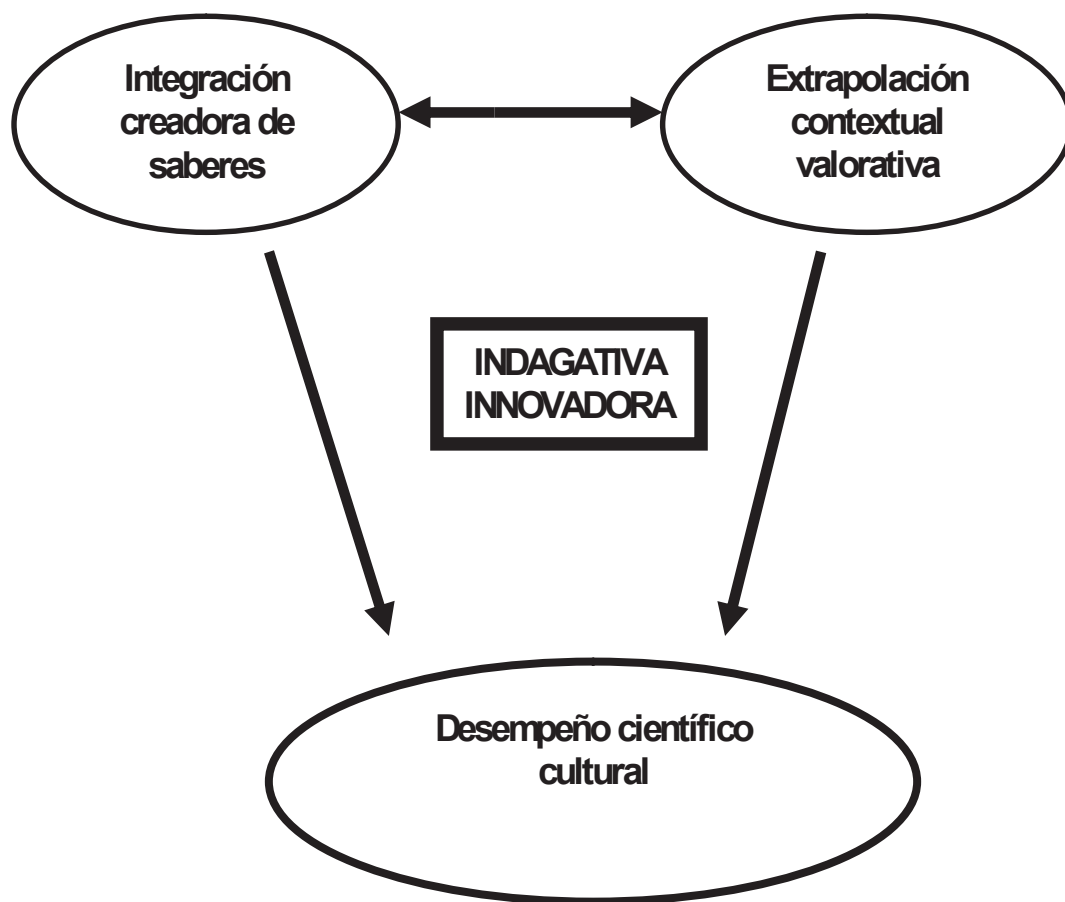 Integración
creadora de
saberes
Extrapolación
contextual
valorativa
INDAGATIVA
INNOVADORA
Desempeño científico
cultural